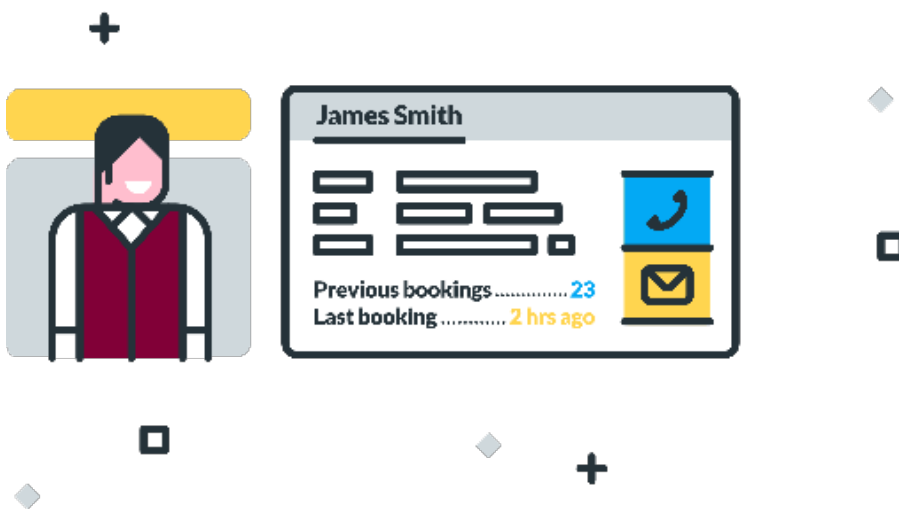 James Smith
Previous bookings ............. 23
Last booking ............ 2 hrs ago